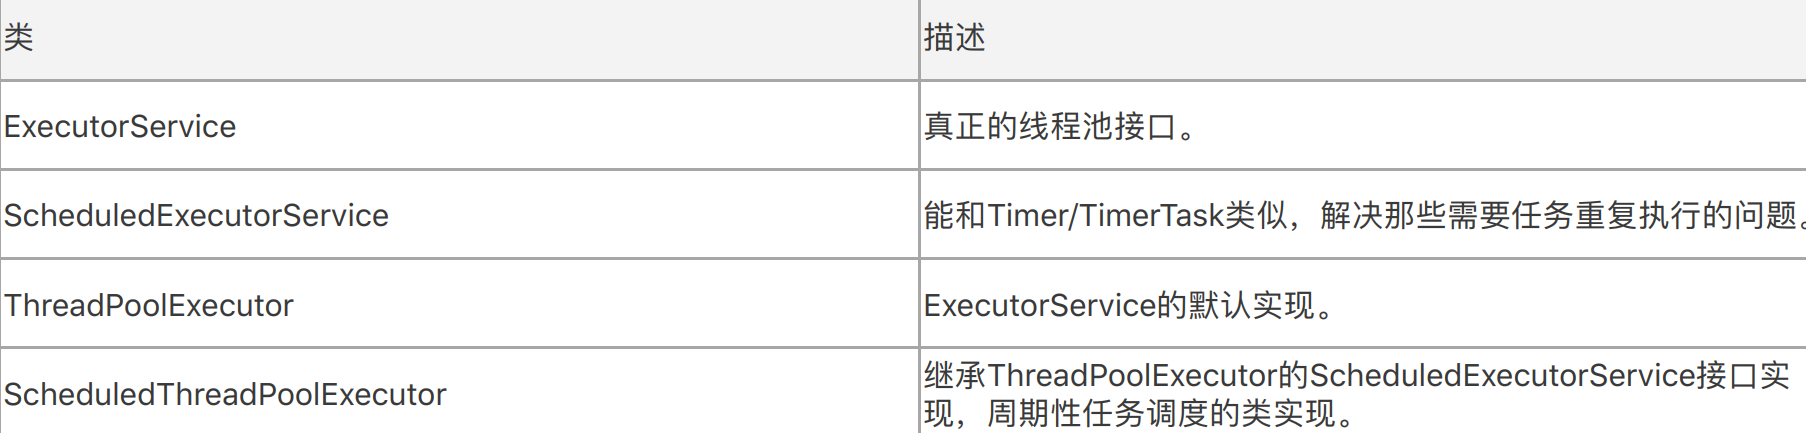 类
描述
ExecutorService
真正的线程池接口。
ScheduledExecutorService
能和Timer/TimerTask类似，解决那些需要任务重复执行的问题。
ThreadPoolExecutor
ExecutorService的默认实现。
ScheduledThreadPoolExecutor
继承ThreadPoolExecutor的ScheduledExecutorService接口实
现，周期性任务调度的类实现。